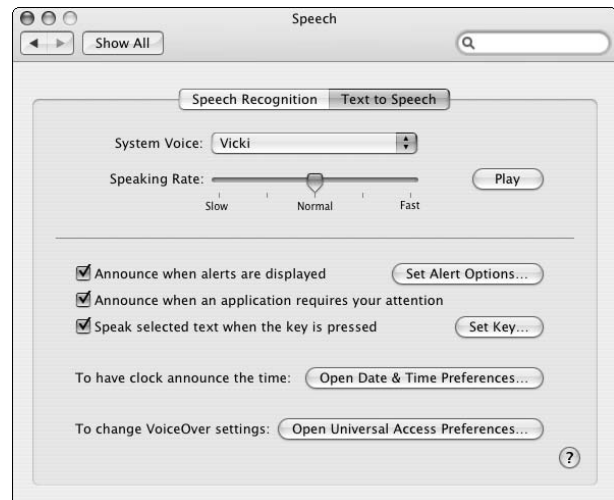 Speech
Show All
Speech Recognition Text to Speech
System Voice: Vicki
Speaking Rate: Play
Slow Normal Fast
Announce when alerts are displayed Set Alert Options...
Announce when an application requires your attention
Speak selected text when the key is pressed Set Key...
To have clock announce the time: Open Date & Time Preferences...
To change VoiceOver settings: Open Universal Access Preferences...
?